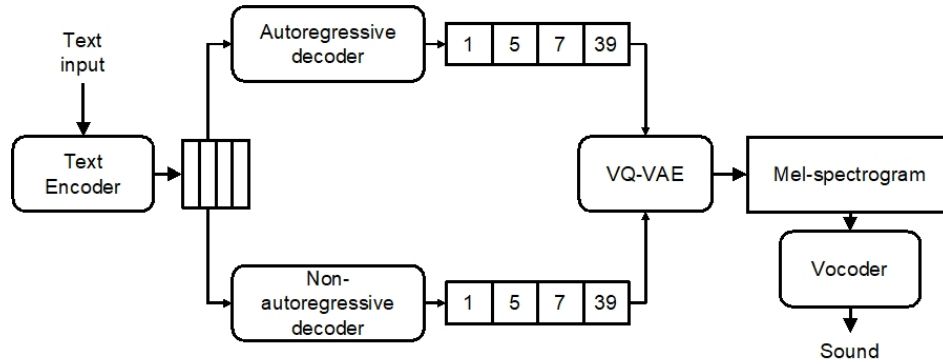 Text
input
Text
Encoder
Autoregressive
decoder
1 5 7 39
Non-
autoregressive
decoder
1 5 7 39
VQ-VAE
Mel-spectrogram
Vocoder
Sound